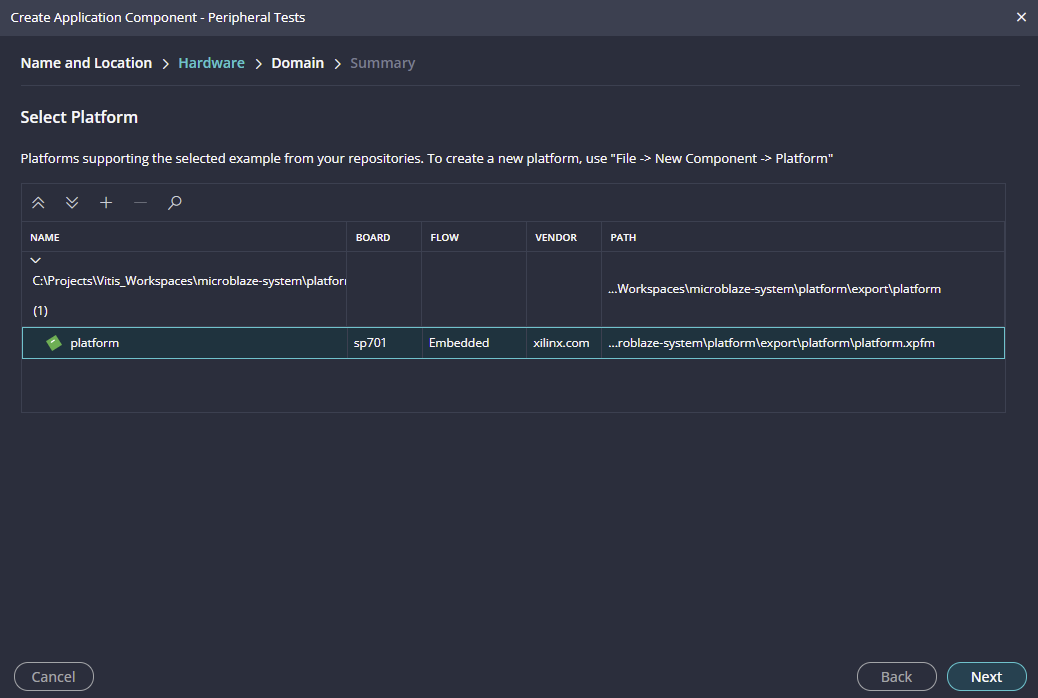 Create Application Component - Peripheral Tests
Name and Location > Hardware > Domain > Summary
Select Platform
Platforms supporting the selected example from your repositories. To create a new platform, use "File -> New Component -> Platform"
NAME BOARD FLOW VENDOR PATH
C:\Projects\Vitis_Workspaces\microblaze-system\platfor
...Workspaces\microblaze-system\platform\export\platform
(1)
platform sp701 Embedded xilinx.com ...roblaze-system\platform\export\platform\platform.xpfm
Cancel Back Next